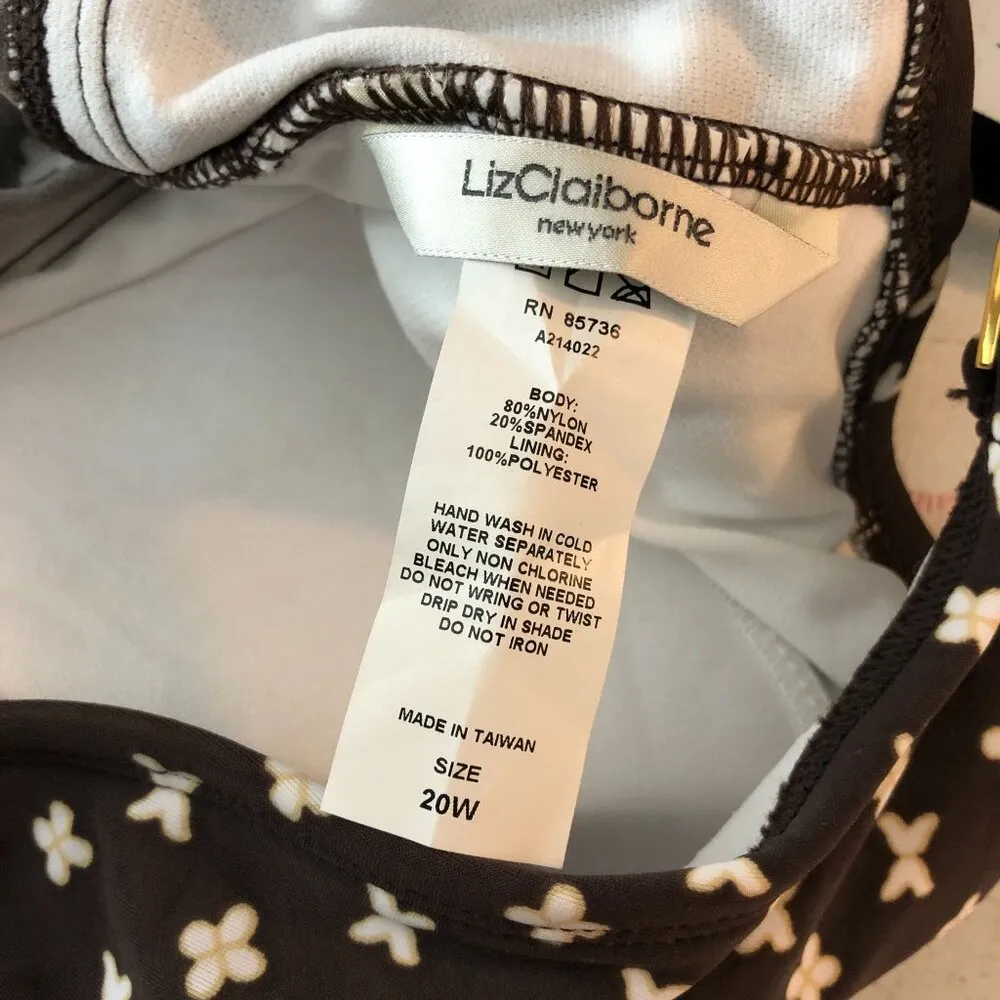 LizClaiborne
newyork
RN 85736
A214022
BODY:
80%NYLON
20%SPANDEX
LINING:
100%POLYESTER
HAND WASH IN COLD
WATER SEPARATELY
ONLY NON CHLORINE
BLEACH WHEN NEEDED
DO NOT WRING OR TWIST
DRIP DRY IN SHADE
DO NOT IRON
MADE IN TAIWAN
SIZE
20W